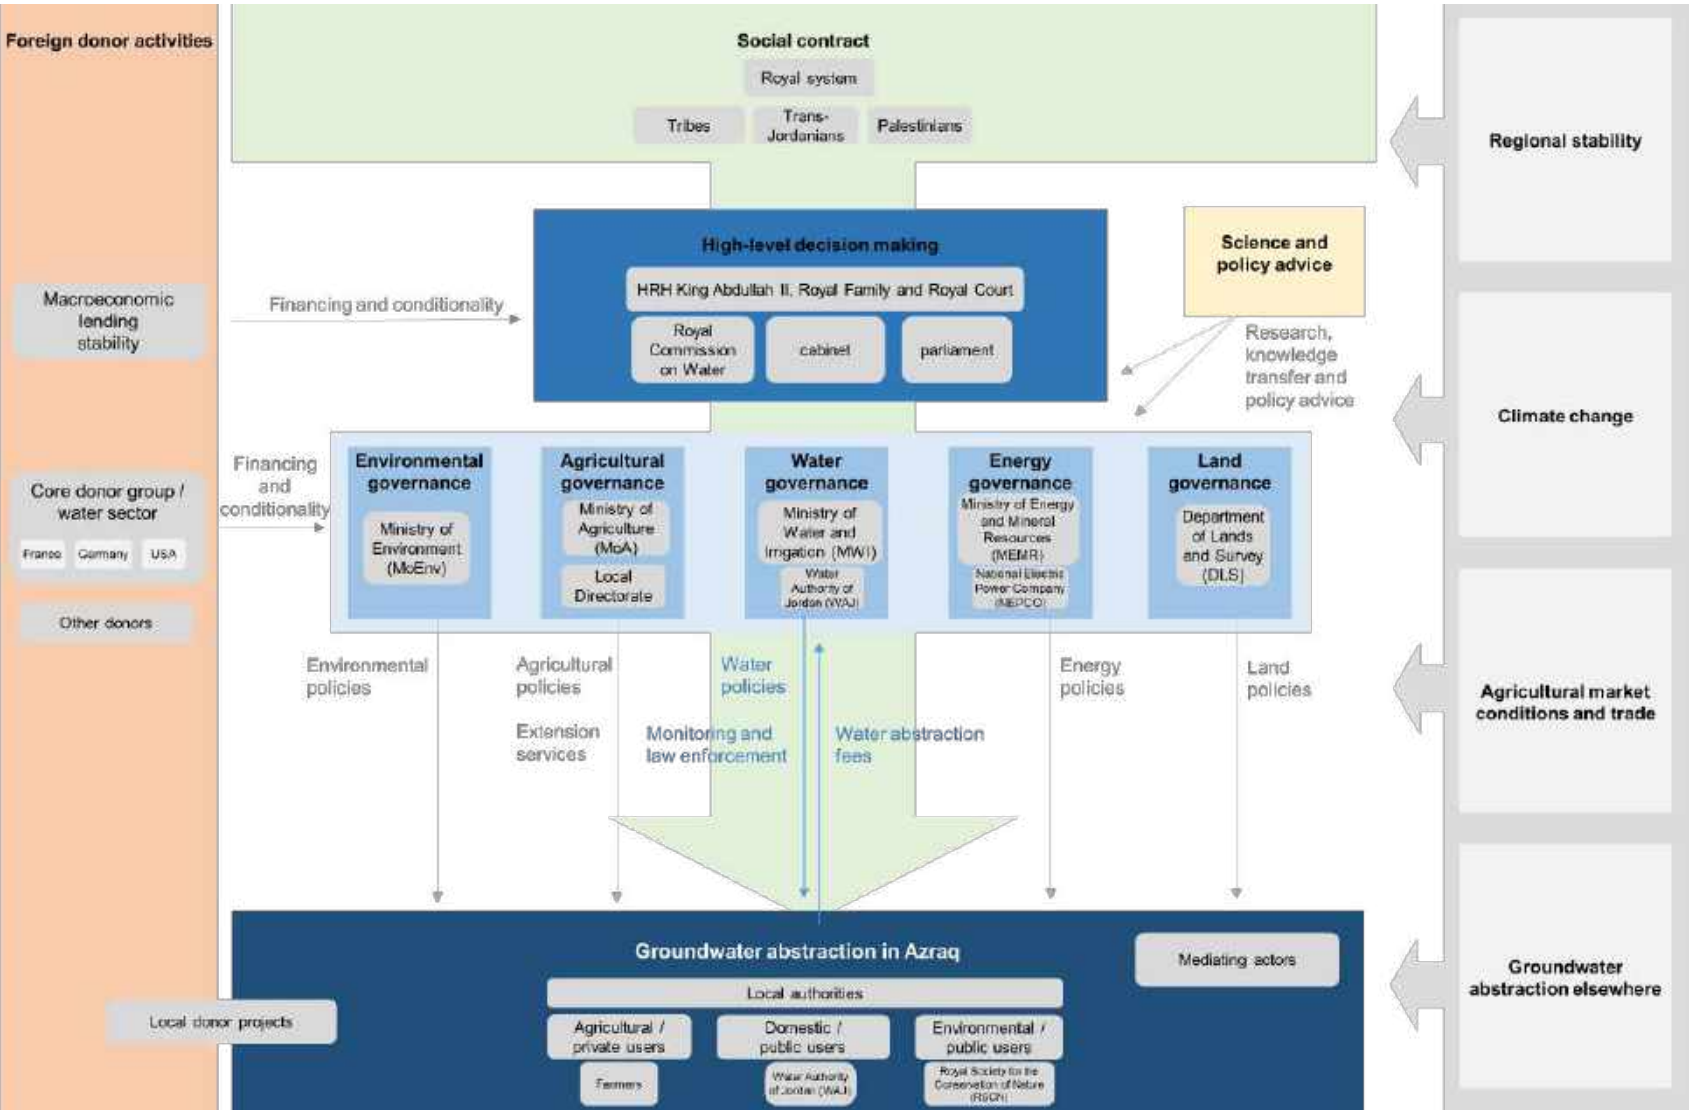 Foreign donor activities
Social contract
Royal system
Tribes
Trans-
Jordanians
Palestinians
Regional stability
High-level decision making
HRH King Abdullah II, Royal Family and Royal Court
Royal
Commission
on Water
cabinet
parliament
Science and
policy advice
Macroeconomic
lending
stability
Financing and conditionality
Research,
knowledge
transfer and
policy advice
Climate change
Core donor group /
water sector
France
Germany
USA
Other donors
Financing
and
conditionality
Environmental
governance
Ministry of
Environment
(MoEnv)
Agricultural
governance
Ministry of
Agriculture
(MoA)
Local
Directorate
Water
governance
Ministry of
Water and
Irrigation (MWI)
Water
Authority of
Jordan (WAJ)
Energy
governance
Ministry of Energy
and Mineral
Resources
(MEMR)
National Electric
Power Company
(NEPCO)
Land
governance
Department
of Lands
and Survey
(DLS)
Environmental
policies
Agricultural
policies
Extension
services
Water
policies
Monitoring and
law enforcement
Water abstraction
fees
Energy
policies
Land
policies
Agricultural market
conditions and trade
Groundwater abstraction in Azraq
Mediating actors
Local authorities
Local donor projects
Agricultural /
private users
Farmers
Domestic /
public users
Water Authority
of Jordan (WAJ)
Environmental /
public users
Royal Society for the
Conservation of Nature
(RSCN)
Groundwater
abstraction elsewhere